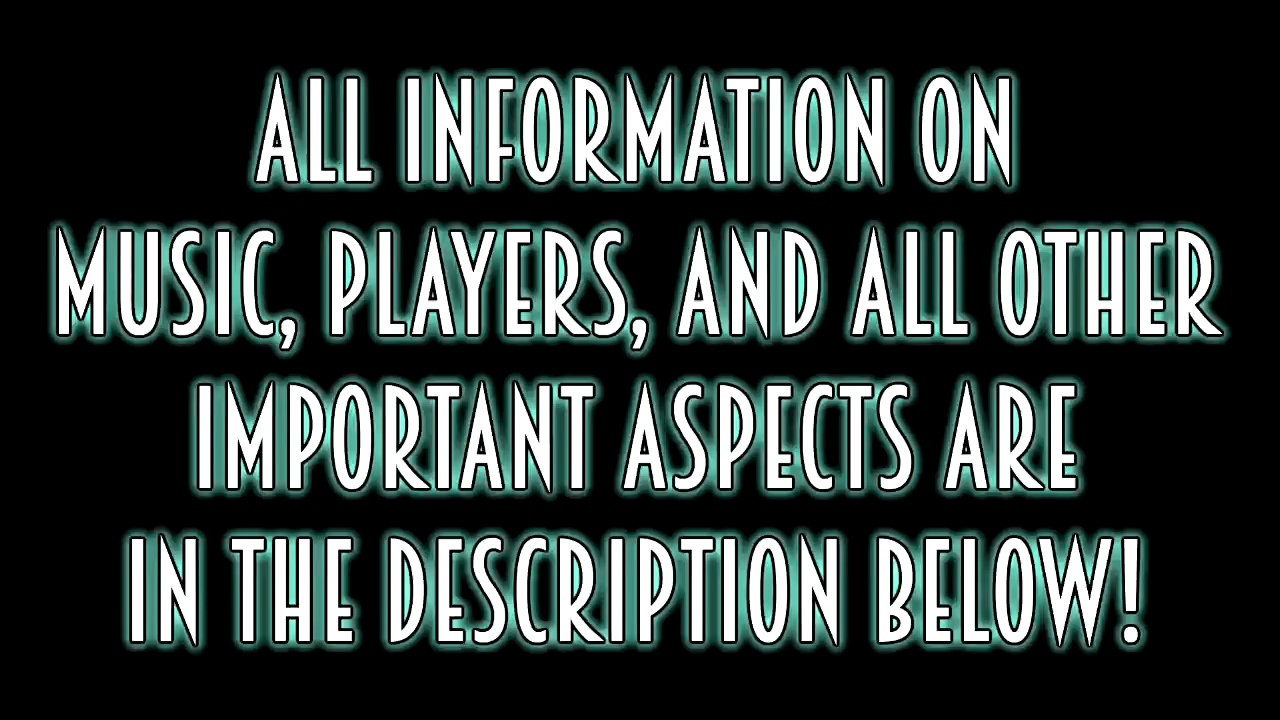 ALL INFORMATION ON
MUSIC, PLAYERS, AND ALL OTHER
IMPORTANT ASPECTS ARE
IN THE DESCRIPTION BELOW!